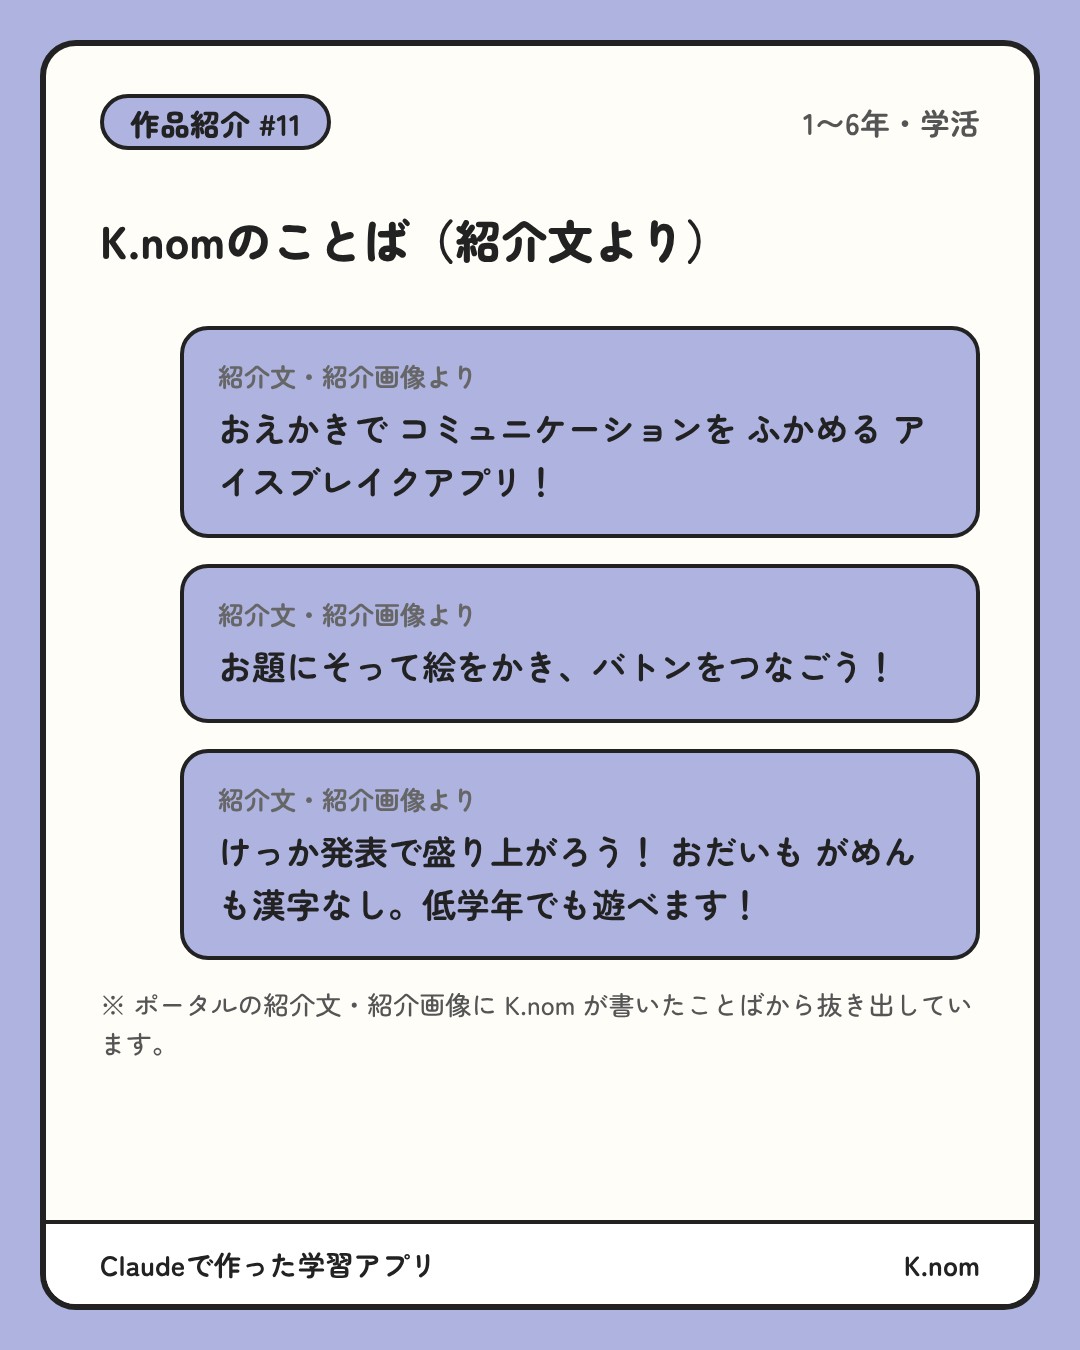 作品紹介 #11
1〜6年・学活
K.nomのことば（紹介文より）
紹介文・紹介画像より
おえかきで コミュニケーションを ふかめる ア
イスブレイクアプリ！
紹介文・紹介画像より
お題にそって絵をかき、バトンをつなごう！
紹介文・紹介画像より
けっか発表で盛り上がろう！ おだいも がめん
も漢字なし。低学年でも遊べます！
※ ポータルの紹介文・紹介画像に K.nom が書いたことばから抜き出してい
ます。
Claudeで作った学習アプリ
K.nom